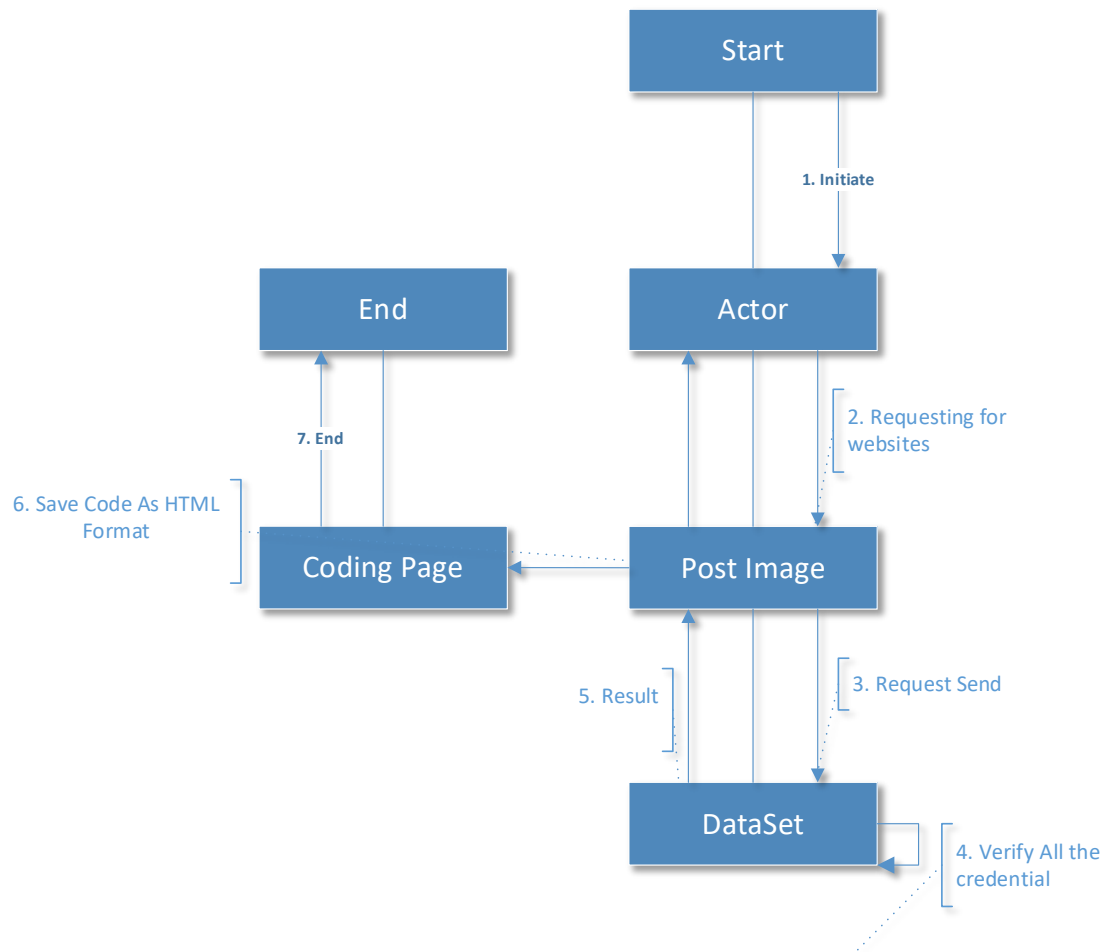 Start
1. Initiate
End
Actor
2. Requesting for
websites
7. End
6. Save Code As HTML
Format
Coding Page
Post Image
5. Result
3. Request Send
DataSet
4. Verify All the
credential